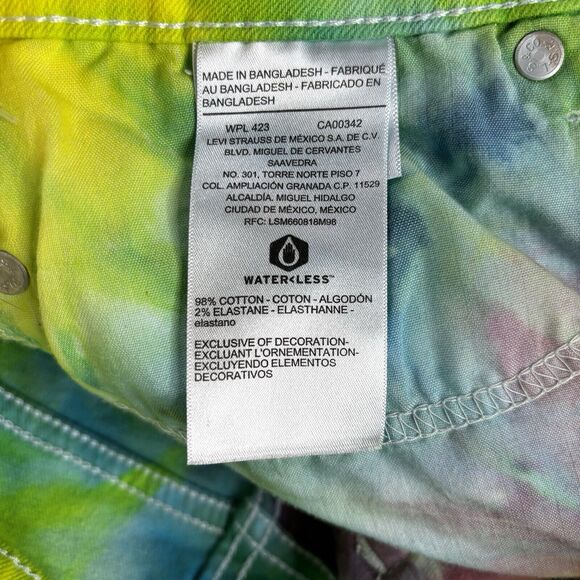 MADE IN BANGLADESH - FABRIQUÉ
AU BANGLADESH - FABRICADO EN
BANGLADESH
WPL 423 CA00342
LEVI STRAUSS DE MÉXICO S.A. DE C.V.
BLVD. MIGUEL DE CERVANTES
SAAVEDRA
NO. 301, TORRE NORTE PISO 7
COL. AMPLIACIÓN GRANADA C.P. 11529
ALCALDÍA. MIGUEL HIDALGO
CIUDAD DE MÉXICO, MÉXICO
RFC: LSM660818M98
WATER<LESS™
98% COTTON - COTON - ALGODÓN
2% ELASTANE - ELASTHANNE -
elastano
EXCLUSIVE OF DECORATION-
EXCLUANT L'ORNEMENTATION-
EXCLUYENDO ELEMENTOS
DECORATIVOS